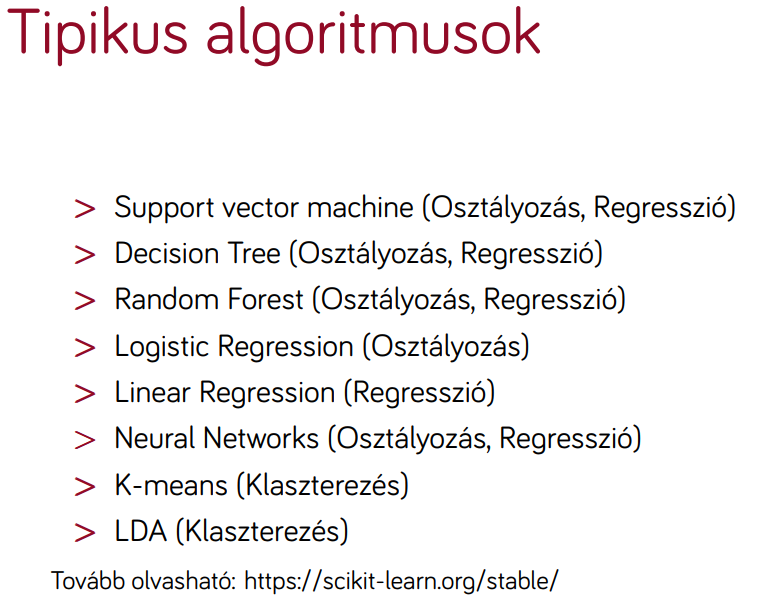 Tipikus algoritmusok
> Support vector machine (Osztályozás, Regresszió)
> Decision Tree (Osztályozás, Regresszió)
> Random Forest (Osztályozás, Regresszió)
> Logistic Regression (Osztályozás)
> Linear Regression (Regresszió)
> Neural Networks (Osztályozás, Regresszió)
> K-means (Klaszterezés)
> LDA (Klaszterezés)
Tovább olvasható: https://scikit-learn.org/stable/